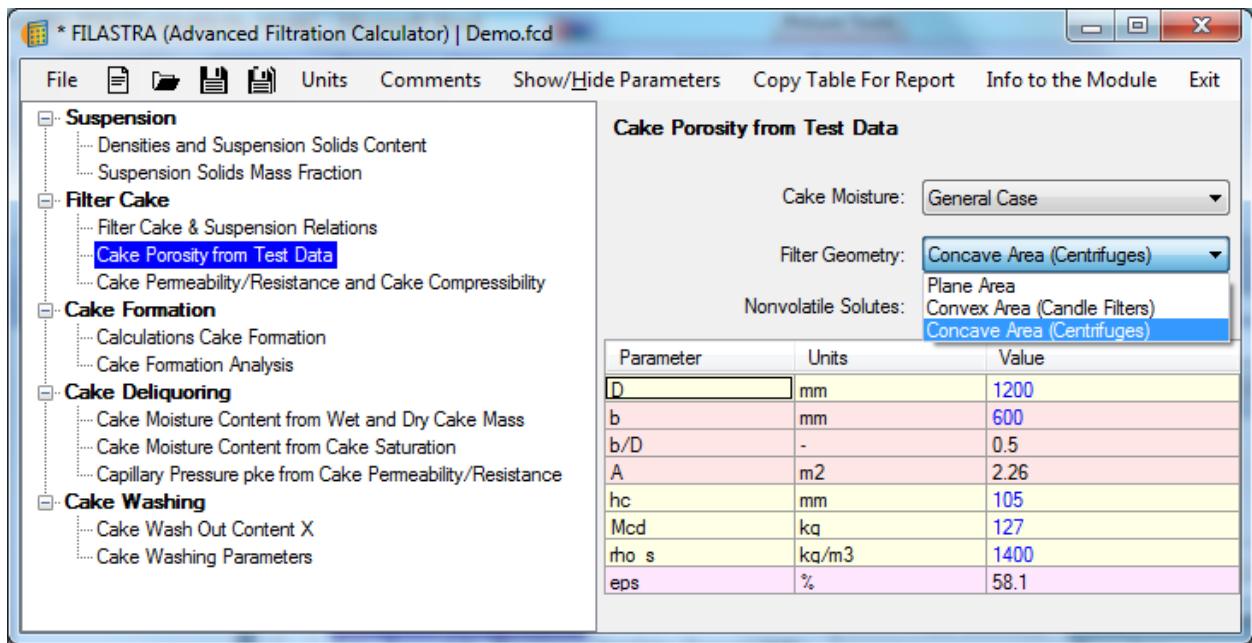 * FILASTRA (Advanced Filtration Calculator) | Demo.fcd
File Units Comments Show/Hide Parameters Copy Table For Report Info to the Module Exit
Suspension
Densities and Suspension Solids Content
Suspension Solids Mass Fraction
Filter Cake
Filter Cake & Suspension Relations
Cake Porosity from Test Data
Cake Permeability/Resistance and Cake Compressibility
Cake Formation
Calculations Cake Formation
Cake Formation Analysis
Cake Deliquoring
Cake Moisture Content from Wet and Dry Cake Mass
Cake Moisture Content from Cake Saturation
Capillary Pressure pke from Cake Permeability/Resistance
Cake Washing
Cake Wash Out Content X
Cake Washing Parameters
Cake Porosity from Test Data
Cake Moisture: General Case
Filter Geometry: Concave Area (Centrifuges)
Plane Area
Nonvolatile Solutes: Convex Area (Candle Filters)
Concave Area (Centrifuges)
Parameter Units Value
D mm 1200
b mm 600
b/D - 0.5
A m2 2.26
hc mm 105
Mcd kg 127
rho s kg/m3 1400
eps % 58.1